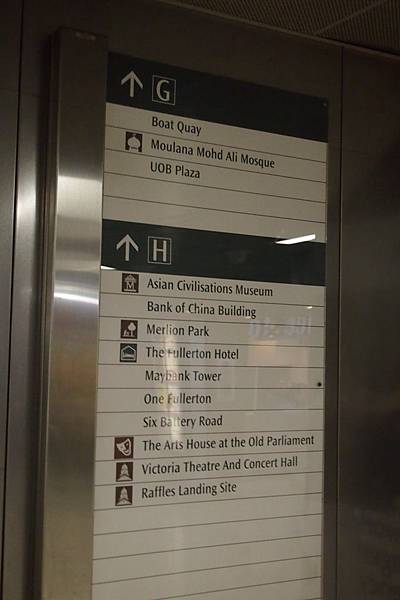 G
Boat Quay
Moulana Mohd Ali Mosque
UOB Plaza
H
Asian Civilisations Museum
Bank of China Building
Merlion Park
The Fullerton Hotel
Maybank Tower
One Fullerton
Six Battery Road
The Arts House at the Old Parliament
Victoria Theatre And Concert Hall
Raffles Landing Site